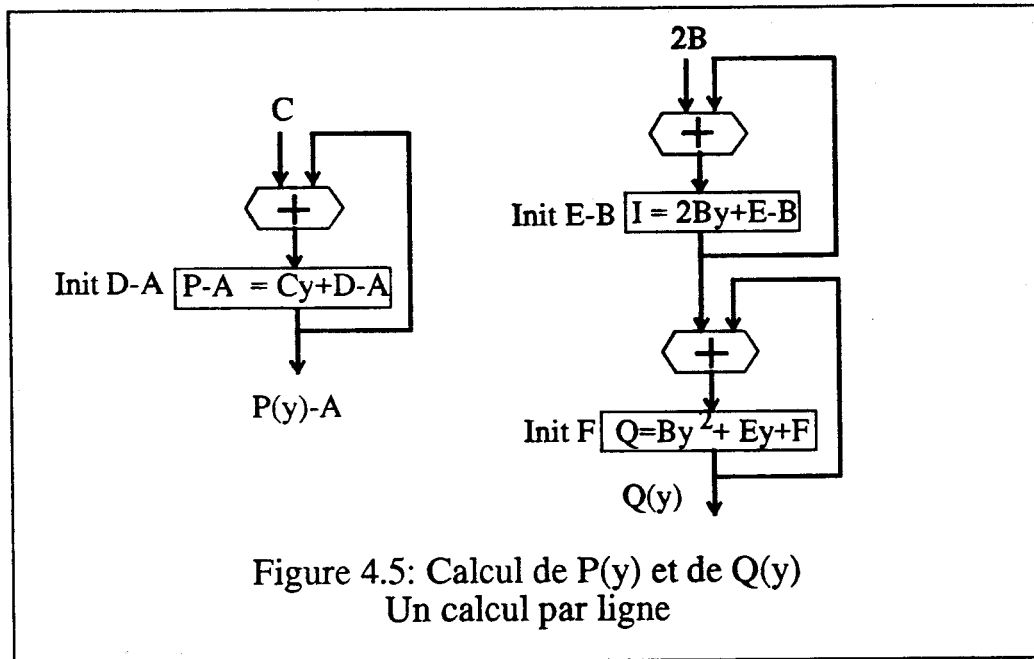 C
+
Init D-A P-A = Cy+D-A
P(y)-A
2B
+
Init E-B I = 2By+E-B
+
Init F Q=By²+ Ey+F
Q(y)
Figure 4.5: Calcul de P(y) et de Q(y)
Un calcul par ligne